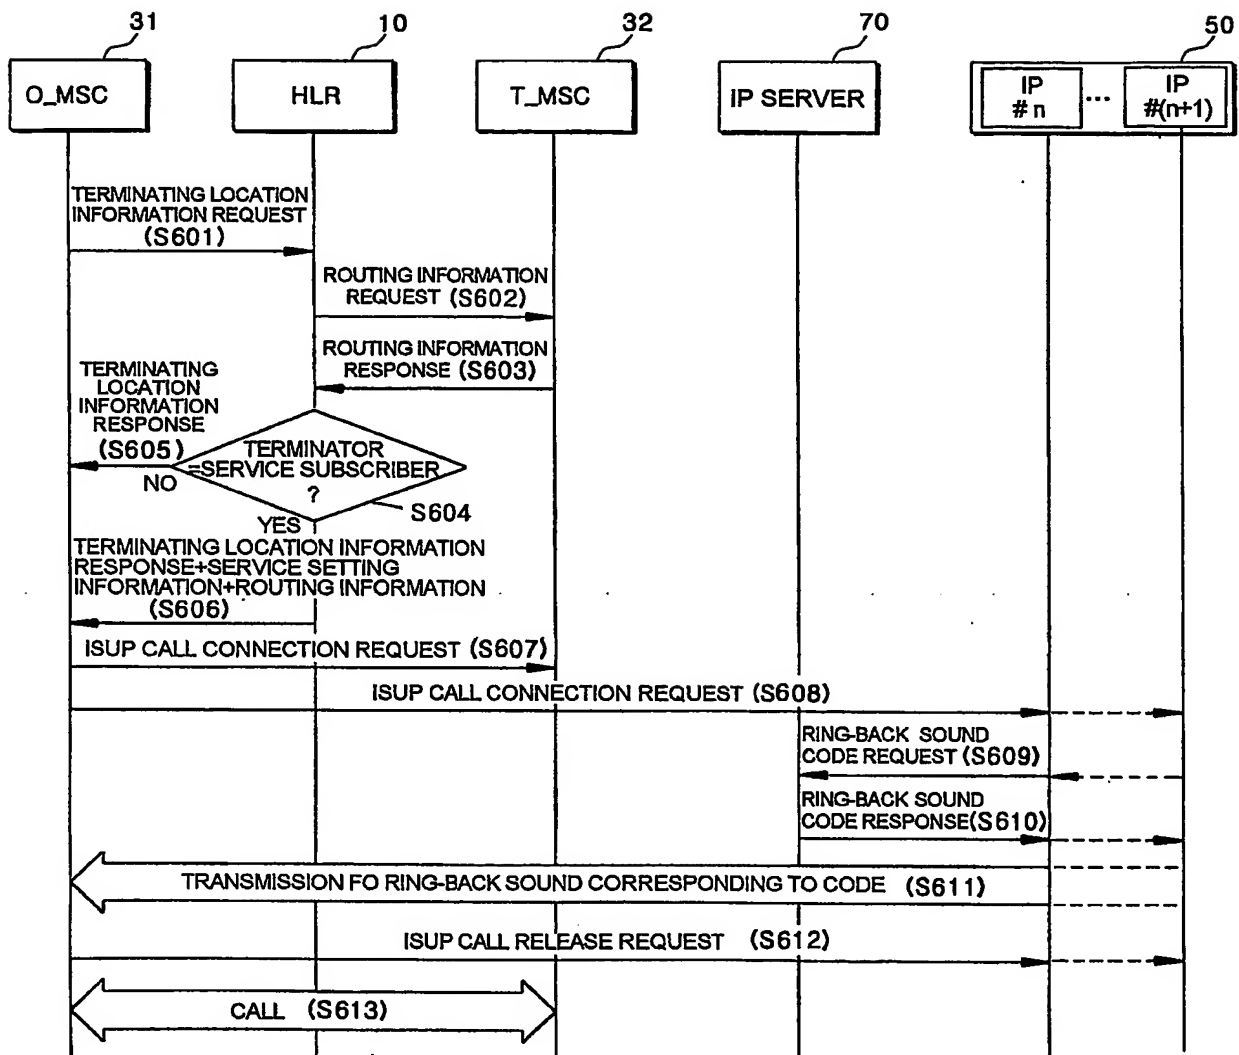 31
10
32
70
50
O_MSC
HLR
T_MSC
IP SERVER
IP
# n
...
IP
#(n+1)
TERMINATING LOCATION
INFORMATION REQUEST
(S601)
ROUTING INFORMATION
REQUEST (S602)
ROUTING INFORMATION
RESPONSE (S603)
TERMINATING
LOCATION
INFORMATION
RESPONSE
(S605)
NO
TERMINATOR
=SERVICE SUBSCRIBER
?
S604
YES
TERMINATING LOCATION INFORMATION
RESPONSE+SERVICE SETTING
INFORMATION+ROUTING INFORMATION
(S606)
ISUP CALL CONNECTION REQUEST (S607)
ISUP CALL CONNECTION REQUEST (S608)
RING-BACK SOUND
CODE REQUEST (S609)
RING-BACK SOUND
CODE RESPONSE(S610)
TRANSMISSION FO RING-BACK SOUND CORRESPONDING TO CODE (S611)
ISUP CALL RELEASE REQUEST (S612)
CALL (S613)